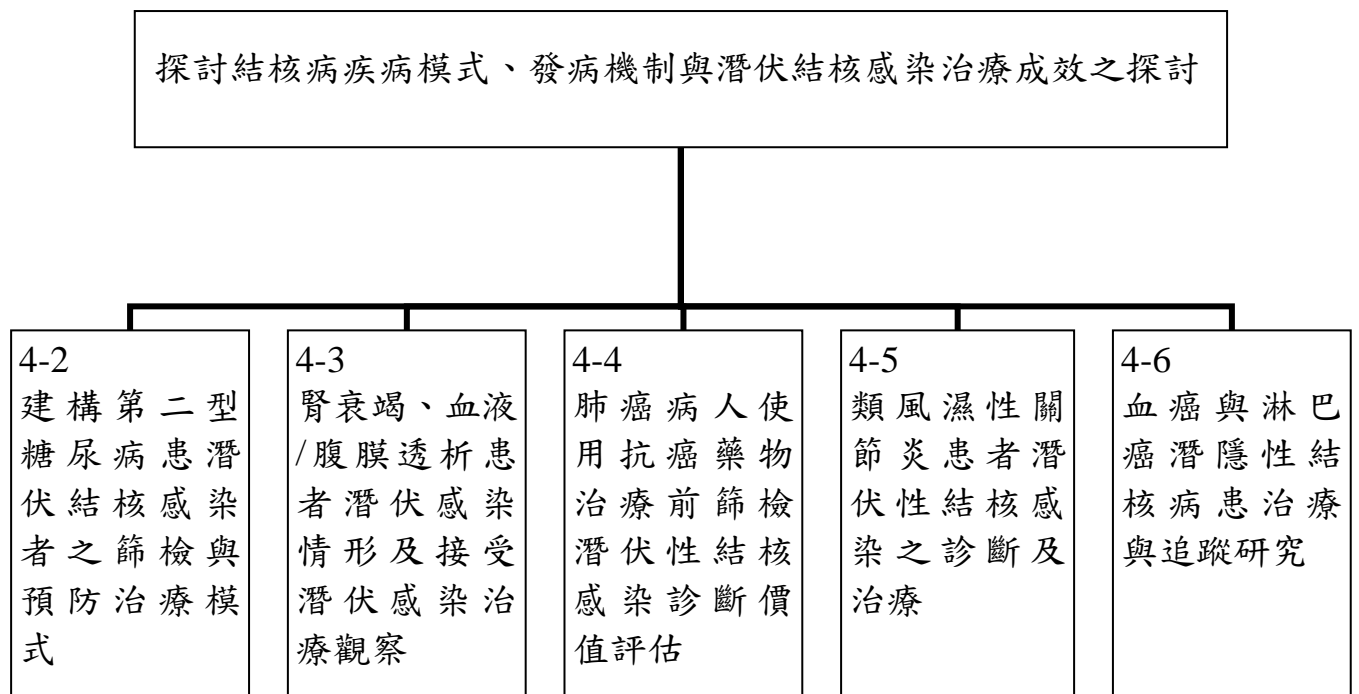 探討結核病疾病模式、發病機制與潛伏結核感染治療成效之探討
4-2
建構第二型
糖尿病患潛
伏結核感染
者之篩檢與
預防治療模
式
4-3
腎衰竭、血液
/腹膜透析患
者潛伏感染
情形及接受
潛伏感染治
療觀察
4-4
肺癌病人使
用抗癌藥物
治療前篩檢
潛伏性結核
感染診斷價
值評估
4-5
類風濕性關
節炎患者潛
伏性結核感
染之診斷及
治療
4-6
血癌與淋巴
癌潛隱性結
核病患治療
與追蹤研究